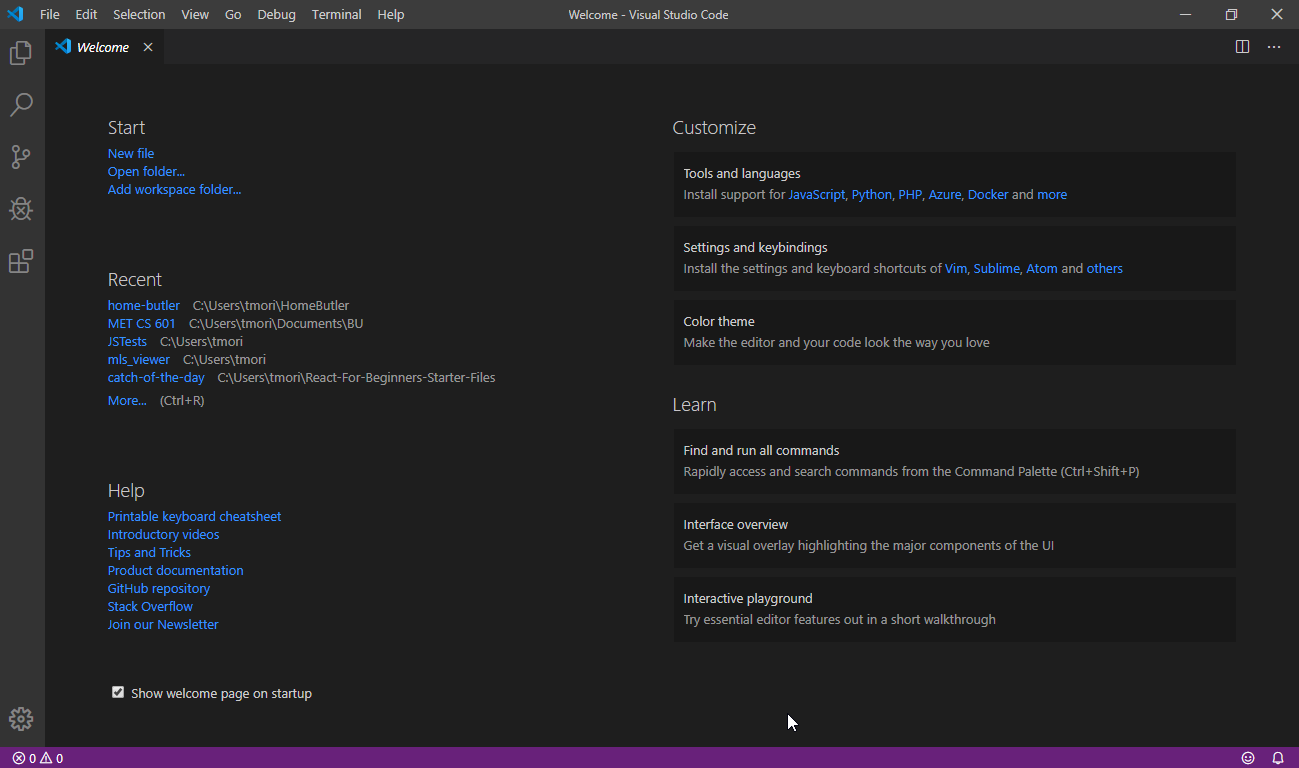 File Edit Selection View Go Debug Terminal Help Welcome - Visual Studio Code
Welcome
Start
New file
Open folder...
Add workspace folder...
Recent
home-butler C:\Users\tmori\HomeButler
MET CS 601 C:\Users\tmori\Documents\BU
JSTests C:\Users\tmori
mls_viewer C:\Users\tmori
catch-of-the-day C:\Users\tmori\React-For-Beginners-Starter-Files
More... (Ctrl+R)
Help
Printable keyboard cheatsheet
Introductory videos
Tips and Tricks
Product documentation
GitHub repository
Stack Overflow
Join our Newsletter
Show welcome page on startup
Customize
Tools and languages
Install support for JavaScript, Python, PHP, Azure, Docker and more
Settings and keybindings
Install the settings and keyboard shortcuts of Vim, Sublime, Atom and others
Color theme
Make the editor and your code look the way you love
Learn
Find and run all commands
Rapidly access and search commands from the Command Palette (Ctrl+Shift+P)
Interface overview
Get a visual overlay highlighting the major components of the UI
Interactive playground
Try essential editor features out in a short walkthrough
0 0